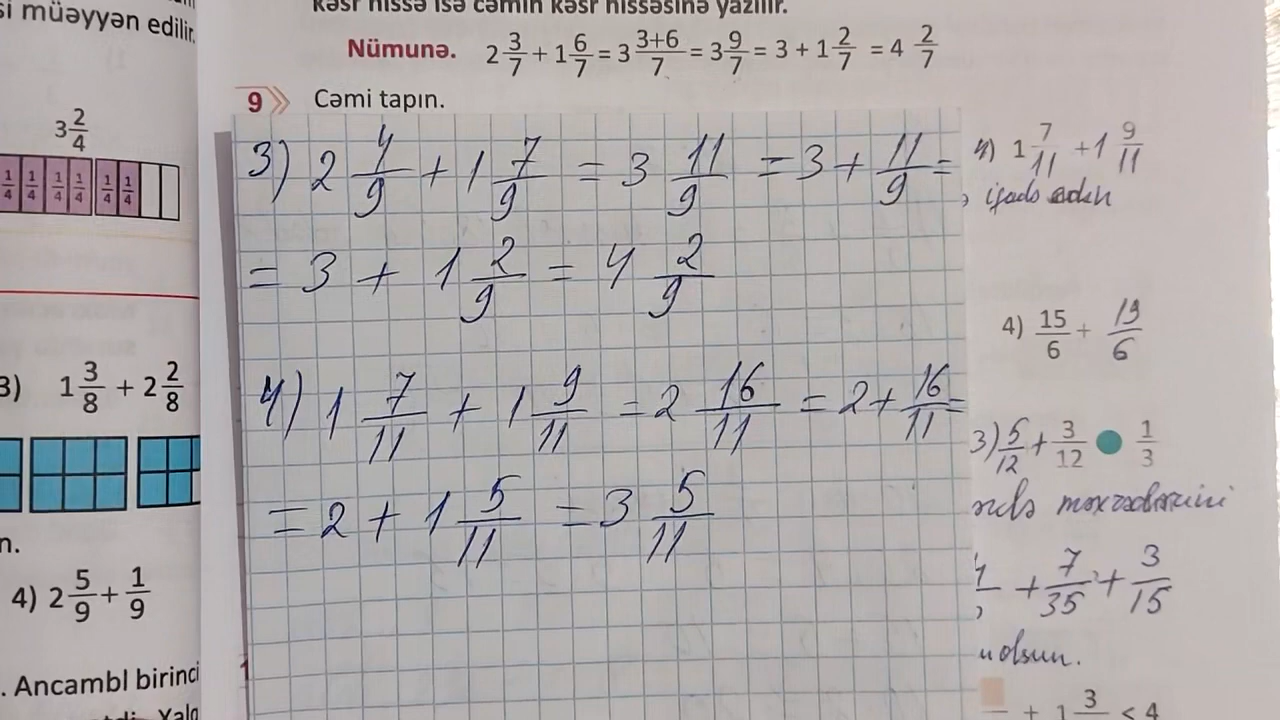 si müəyyən edilir.
3 2/4
1/4 1/4 1/4 1/4 1/4 1/4
3) 1 3/8 + 2 2/8
n.
4) 2 5/9 + 1/9
. Ancambl birinci
kəsr hissə isə cəmin kəsr hissəsinə yazılır.
Nümunə. 2 3/7 + 1 6/7 = 3 3+6/7 = 3 9/7 = 3 + 1 2/7 = 4 2/7
9 Cəmi tapın.
3) 2 4/9 + 1 7/9 = 3 11/9 = 3 + 11/9 =
= 3 + 1 2/9 = 4 2/9
4) 1 7/11 + 1 9/11 = 2 16/11 = 2 + 16/11 =
= 2 + 1 5/11 = 3 5/11
4) 1 7/11 + 1 9/11
, ifadə edin
4) 15/6 + 19/6
3) 5/12 + 3/12 1/3
+ 7/35 + 3/15
olsun.
+ 1 3 < 4